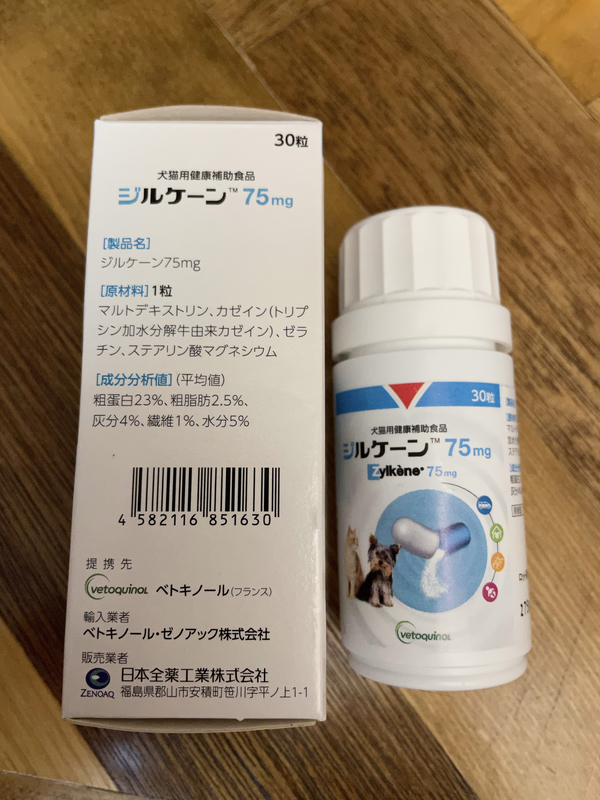 30粒
犬猫用健康補助食品
ジルケーン™ 75mg
[製品名]
ジルケーン75mg
[原材料] 1粒
マルトデキストリン、カゼイン(トリプ
シン加水分解牛由来カゼイン)、ゼラ
チン、ステアリン酸マグネシウム
[成分分析値] (平均値)
粗蛋白23%、粗脂肪2.5%、
灰分4%、繊維1%、水分5%
4 582116 851630
提携先
vetoquinol ベトキノール(フランス)
輸入業者
ベトキノール・ゼノアック株式会社
販売業者
ZENOAQ 日本全薬工業株式会社
福島県郡山市安積町笹川字平ノ上1-1
30粒
犬猫用健康補助食品
ジルケーン™ 75mg
Zylkène® 75mg
vetoquinol